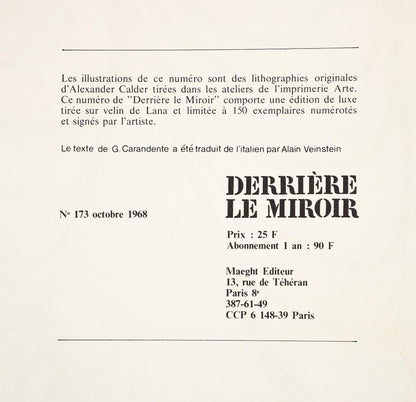 Les illustrations de ce numéro sont des lithographies originales
d'Alexander Calder tirées dans les ateliers de l'imprimerie Arte.
Ce numéro de "Derrière le Miroir" comporte une édition de luxe
tirée sur velin de Lana et limitée à 150 exemplaires numérotés
et signés par l'artiste.
Le texte de G. Carandente a été traduit de l'italien par Alain Veinstein
DERRIÈRE
LE MIROIR
Nº 173 octobre 1968
Prix : 25 F
Abonnement 1 an : 90 F
Maeght Editeur
13, rue de Téhéran
Paris 8e
387-61-49
CCP 6 148-39 Paris